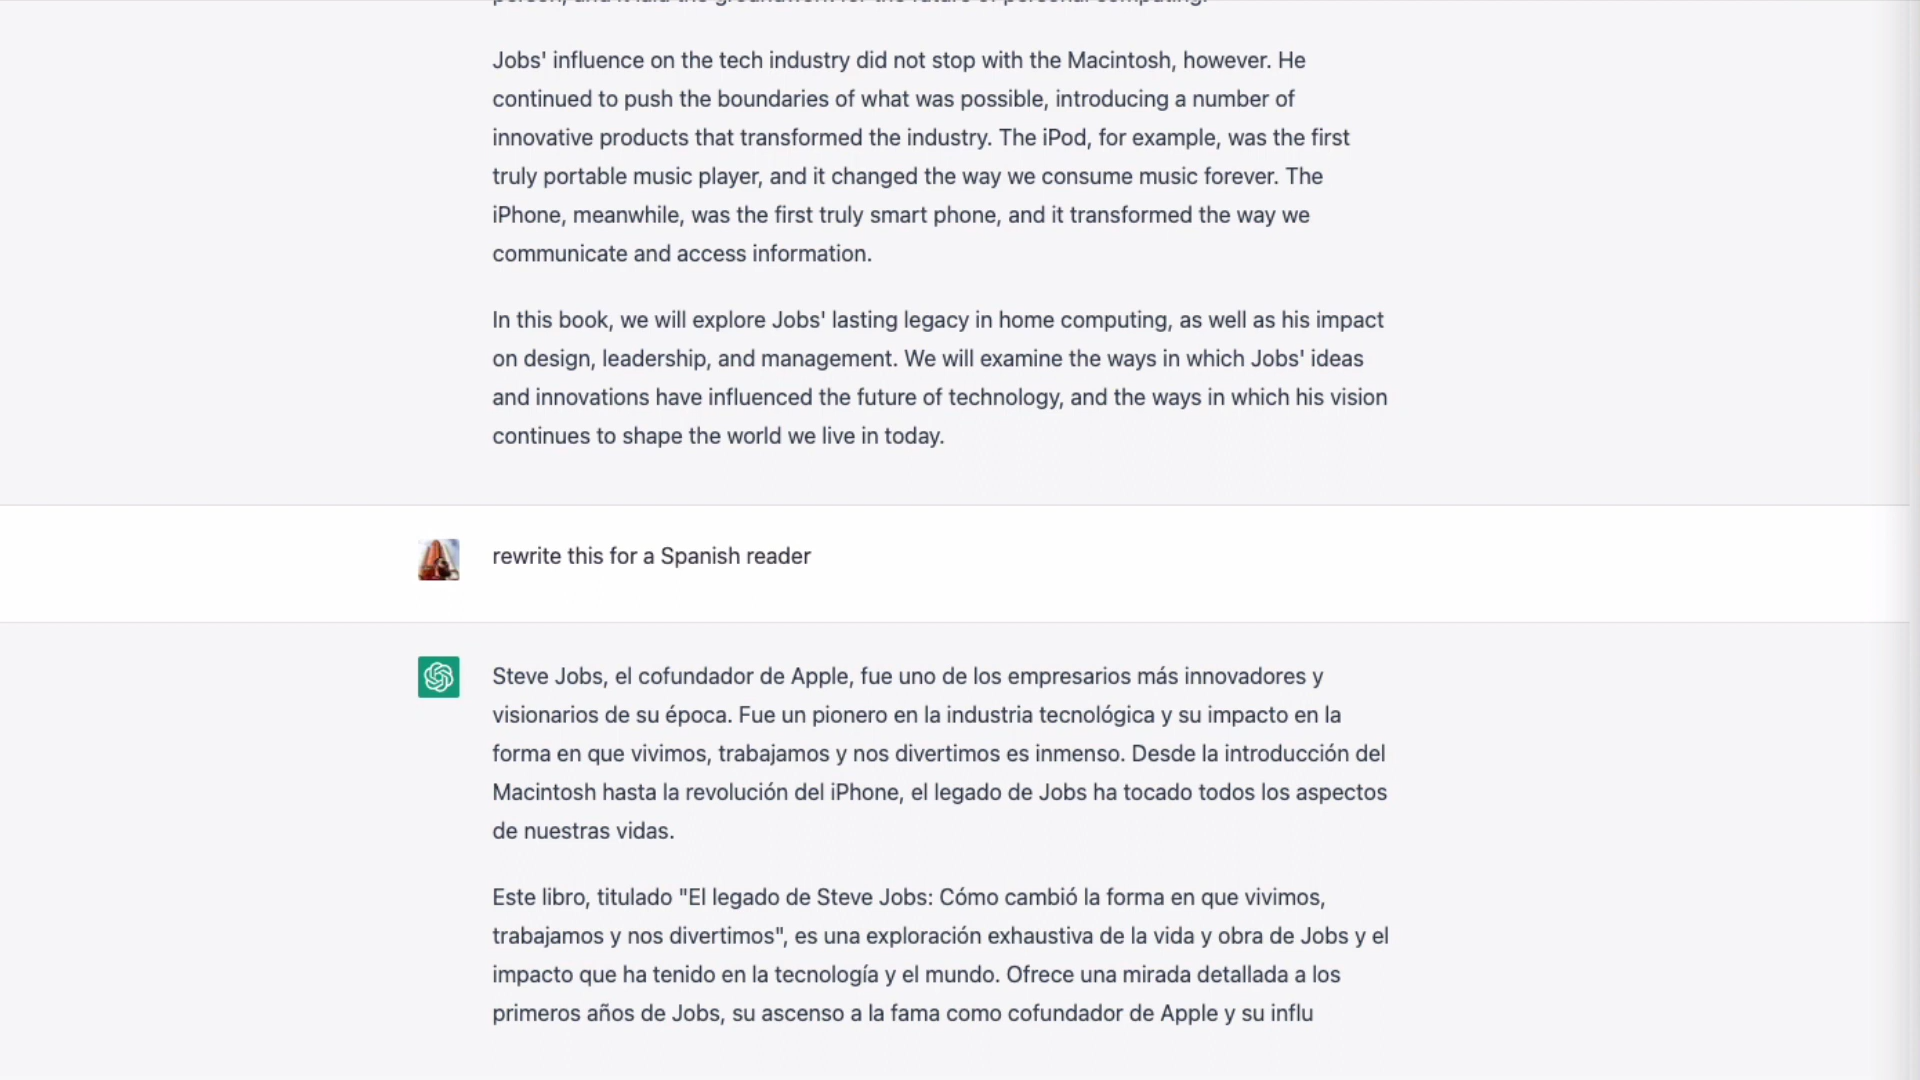 person, and it laid the groundwork for the future of personal computing.
Jobs' influence on the tech industry did not stop with the Macintosh, however. He
continued to push the boundaries of what was possible, introducing a number of
innovative products that transformed the industry. The iPod, for example, was the first
truly portable music player, and it changed the way we consume music forever. The
iPhone, meanwhile, was the first truly smart phone, and it transformed the way we
communicate and access information.
In this book, we will explore Jobs' lasting legacy in home computing, as well as his impact
on design, leadership, and management. We will examine the ways in which Jobs' ideas
and innovations have influenced the future of technology, and the ways in which his vision
continues to shape the world we live in today.
rewrite this for a Spanish reader
Steve Jobs, el cofundador de Apple, fue uno de los empresarios más innovadores y
visionarios de su época. Fue un pionero en la industria tecnológica y su impacto en la
forma en que vivimos, trabajamos y nos divertimos es inmenso. Desde la introducción del
Macintosh hasta la revolución del iPhone, el legado de Jobs ha tocado todos los aspectos
de nuestras vidas.
Este libro, titulado "El legado de Steve Jobs: Cómo cambió la forma en que vivimos,
trabajamos y nos divertimos", es una exploración exhaustiva de la vida y obra de Jobs y el
impacto que ha tenido en la tecnología y el mundo. Ofrece una mirada detallada a los
primeros años de Jobs, su ascenso a la fama como cofundador de Apple y su influ